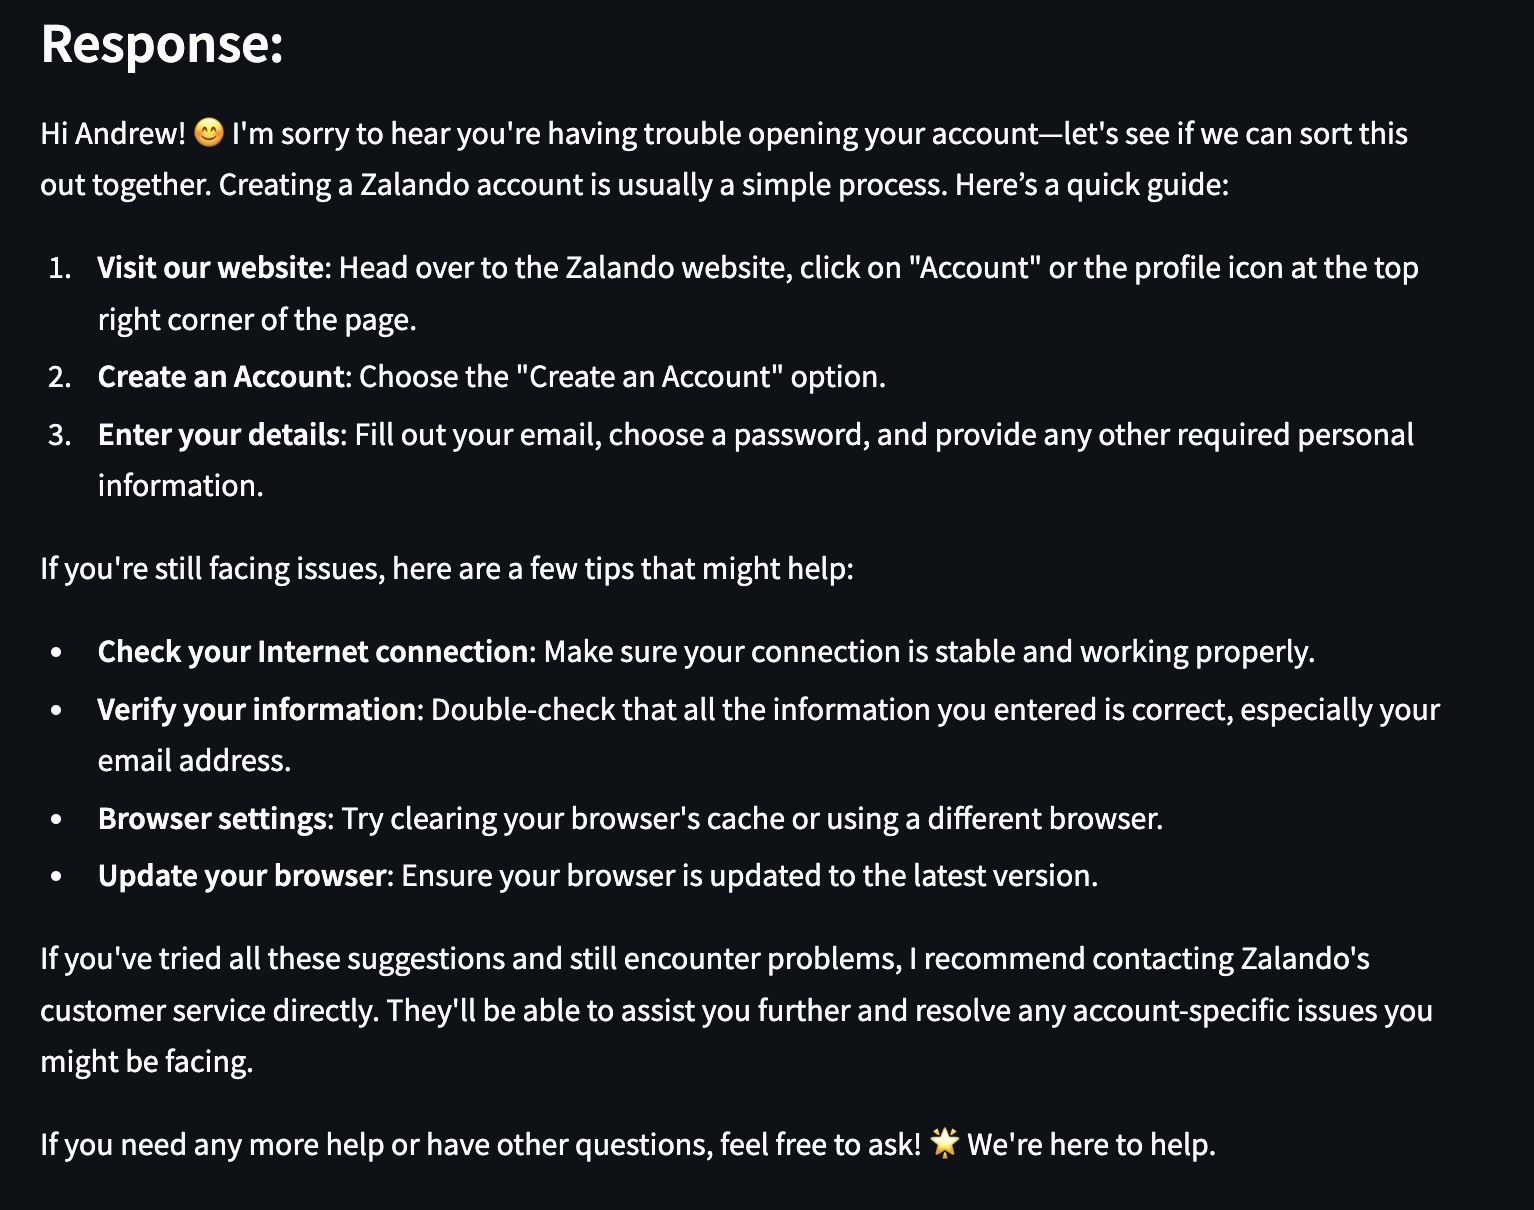 Response:
Hi Andrew! 😊 I'm sorry to hear you're having trouble opening your account—let's see if we can sort this
out together. Creating a Zalando account is usually a simple process. Here’s a quick guide:
1. Visit our website: Head over to the Zalando website, click on "Account" or the profile icon at the top
right corner of the page.
2. Create an Account: Choose the "Create an Account" option.
3. Enter your details: Fill out your email, choose a password, and provide any other required personal
information.
If you're still facing issues, here are a few tips that might help:
• Check your Internet connection: Make sure your connection is stable and working properly.
• Verify your information: Double-check that all the information you entered is correct, especially your
email address.
• Browser settings: Try clearing your browser's cache or using a different browser.
• Update your browser: Ensure your browser is updated to the latest version.
If you've tried all these suggestions and still encounter problems, I recommend contacting Zalando's
customer service directly. They'll be able to assist you further and resolve any account-specific issues you
might be facing.
If you need any more help or have other questions, feel free to ask! 🌟 We're here to help.